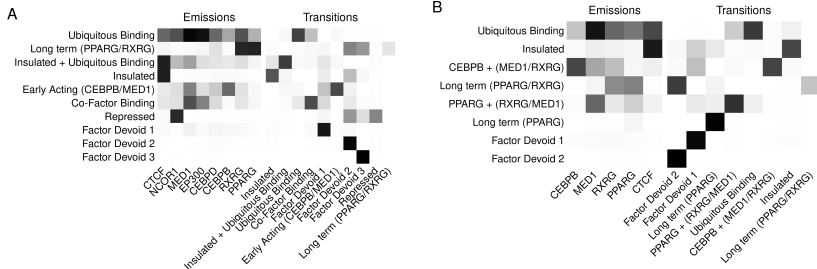 A
Emissions
Transitions
Ubiquitous Binding
Long term (PPARG/RXRG)
Insulated + Ubiquitous Binding
Insulated
Early Acting (CEBPB/MED1)
Co-Factor Binding
Repressed
Factor Devoid 1
Factor Devoid 2
Factor Devoid 3
CTCF
NCOR1
MED1
EP300
CEBPD
CEBPB
RXRG
PPARG
Insulated
Insulated + Ubiquitous Binding
Ubiquitous Binding
Co-Factor Binding
Factor Devoid 1
Early Acting (CEBPB/MED1)
Factor Devoid 2
Factor Devoid 3
Repressed
Long term (PPARG/RXRG)
B
Emissions
Transitions
Ubiquitous Binding
Insulated
CEBPB + (MED1/RXRG)
Long term (PPARG/RXRG)
PPARG + (RXRG/MED1)
Long term (PPARG)
Factor Devoid 1
Factor Devoid 2
CEBPB
MED1
RXRG
PPARG
CTCF
Factor Devoid 2
Factor Devoid 1
Long term (PPARG)
PPARG + (RXRG/MED1)
Ubiquitous Binding
CEBPB + (MED1/RXRG)
Insulated
Long term (PPARG/RXRG)